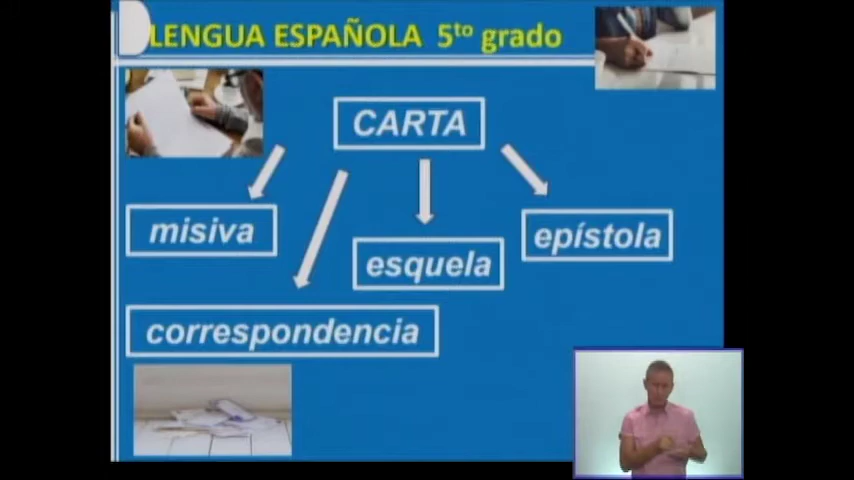 LENGUA ESPAÑOLA 5to grado
CARTA
misiva
epístola
esquela
correspondencia